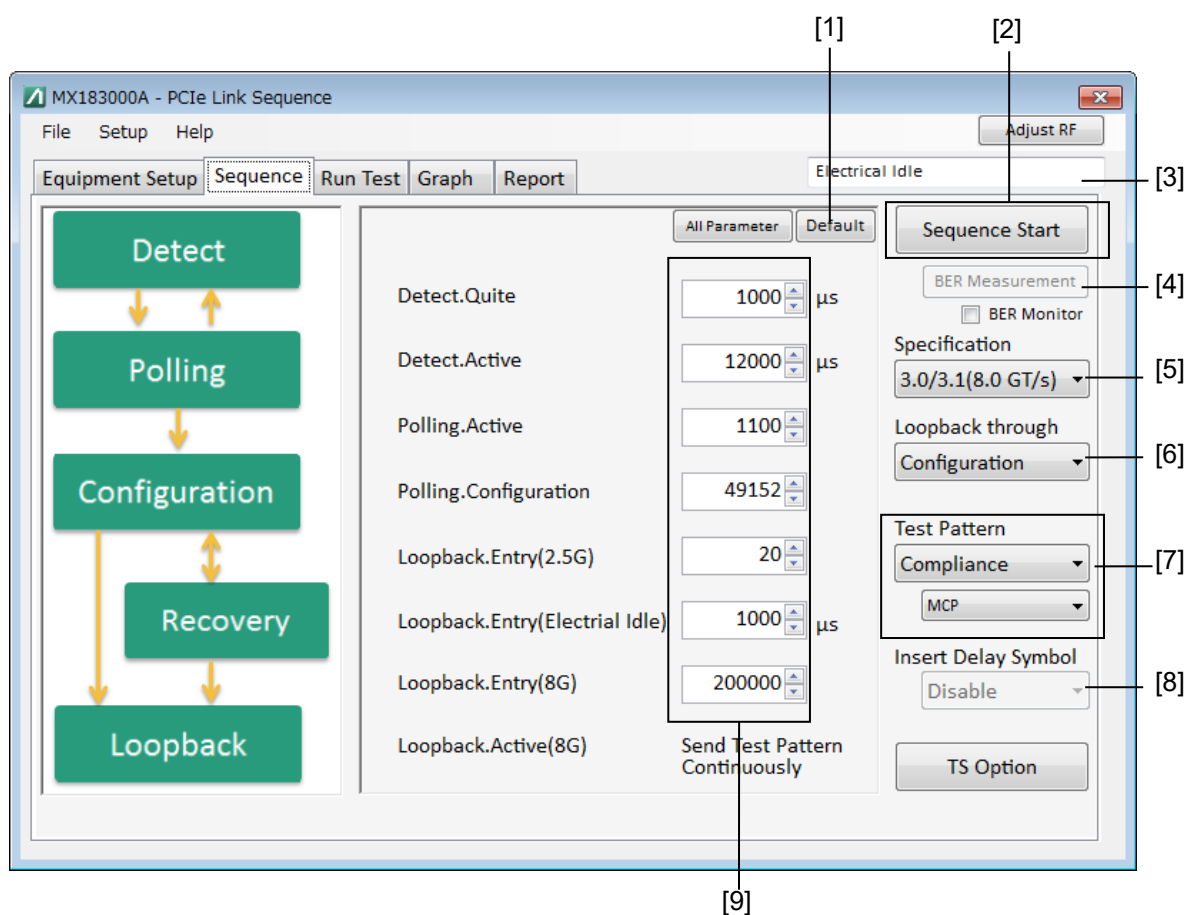 [1]
[2]
MX183000A - PCIe Link Sequence
File Setup Help
Adjust RF
Equipment Setup Sequence Run Test Graph Report
Electrical Idle
[3]
Detect
Polling
Configuration
Recovery
Loopback
All Parameter Default
Detect.Quite 1000 µs
Detect.Active 12000 µs
Polling.Active 1100
Polling.Configuration 49152
Loopback.Entry(2.5G) 20
Loopback.Entry(Electrial Idle) 1000 µs
Loopback.Entry(8G) 200000
Loopback.Active(8G) Send Test Pattern
Continuously
Sequence Start
BER Measurement
[4]
BER Monitor
Specification
3.0/3.1(8.0 GT/s)
[5]
Loopback through
Configuration
[6]
Test Pattern
Compliance
[7]
MCP
Insert Delay Symbol
Disable
[8]
TS Option
[9]